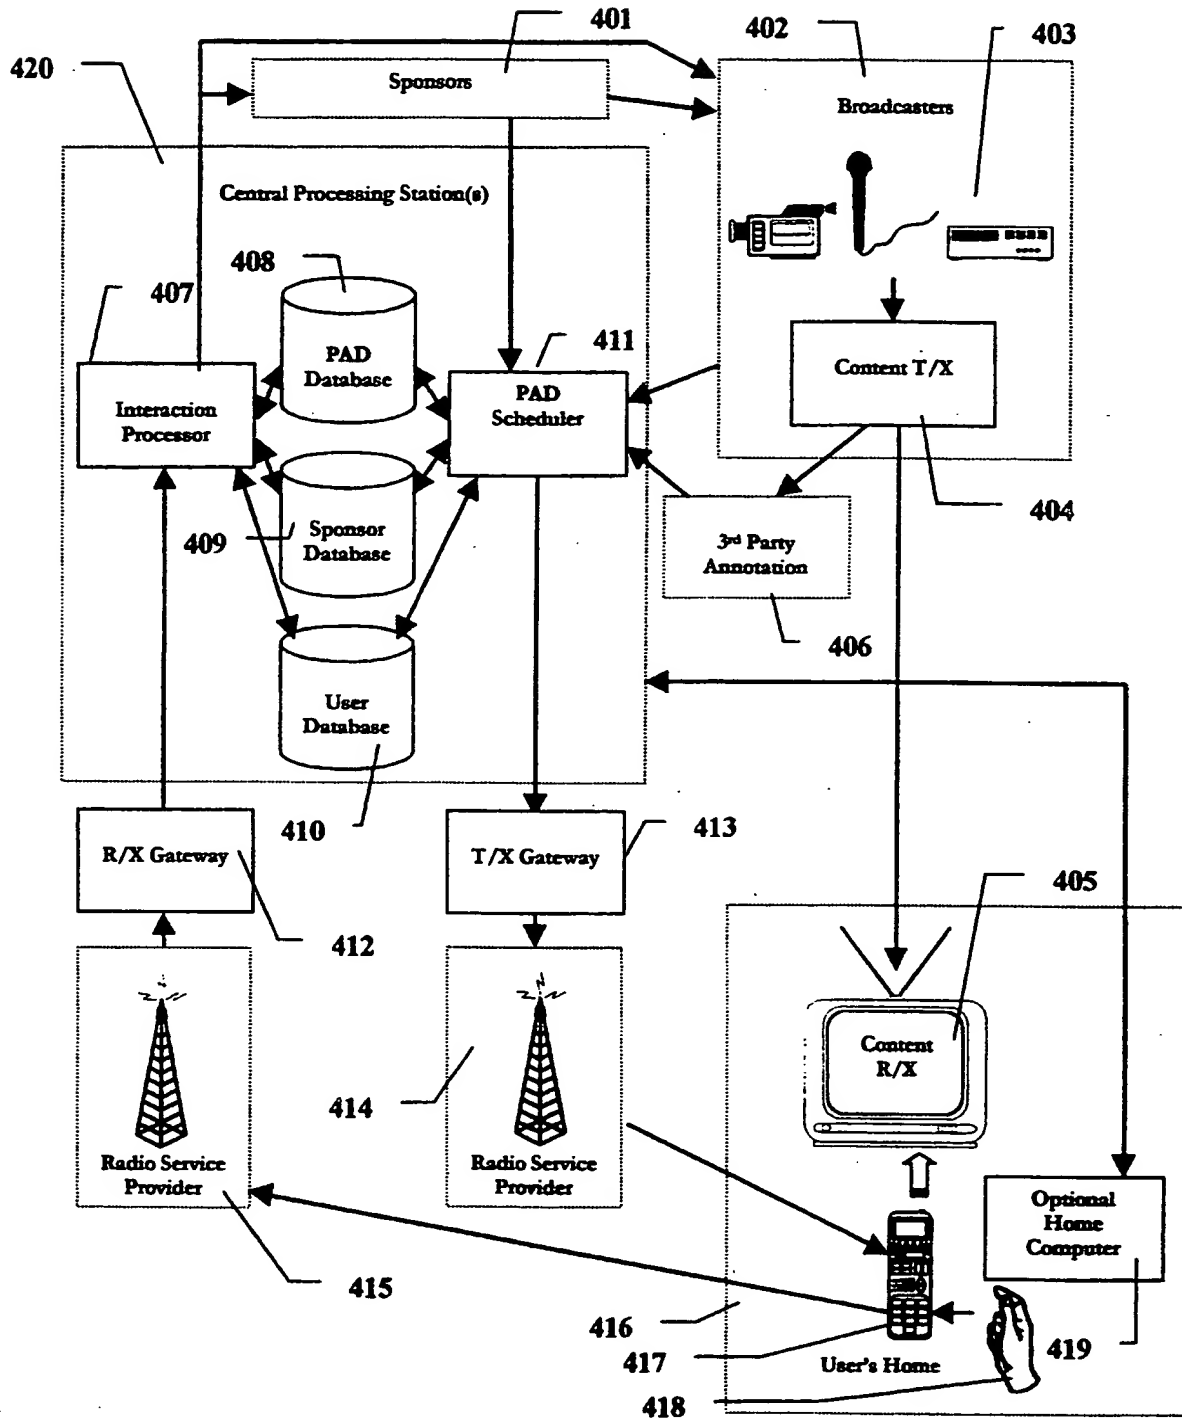 401
402
403
420
Sponsors
Broadcasters
Central Processing Station(s)
408
407
411
PAD
Database
PAD
Scheduler
Content T/X
Interaction
Processor
404
409
Sponsor
Database
3rd Party
Annotation
406
User
Database
410
413
R/X Gateway
T/X Gateway
405
412
Content
R/X
414
Radio Service
Provider
Radio Service
Provider
Optional
Home
Computer
415
416
417
User's Home
419
418